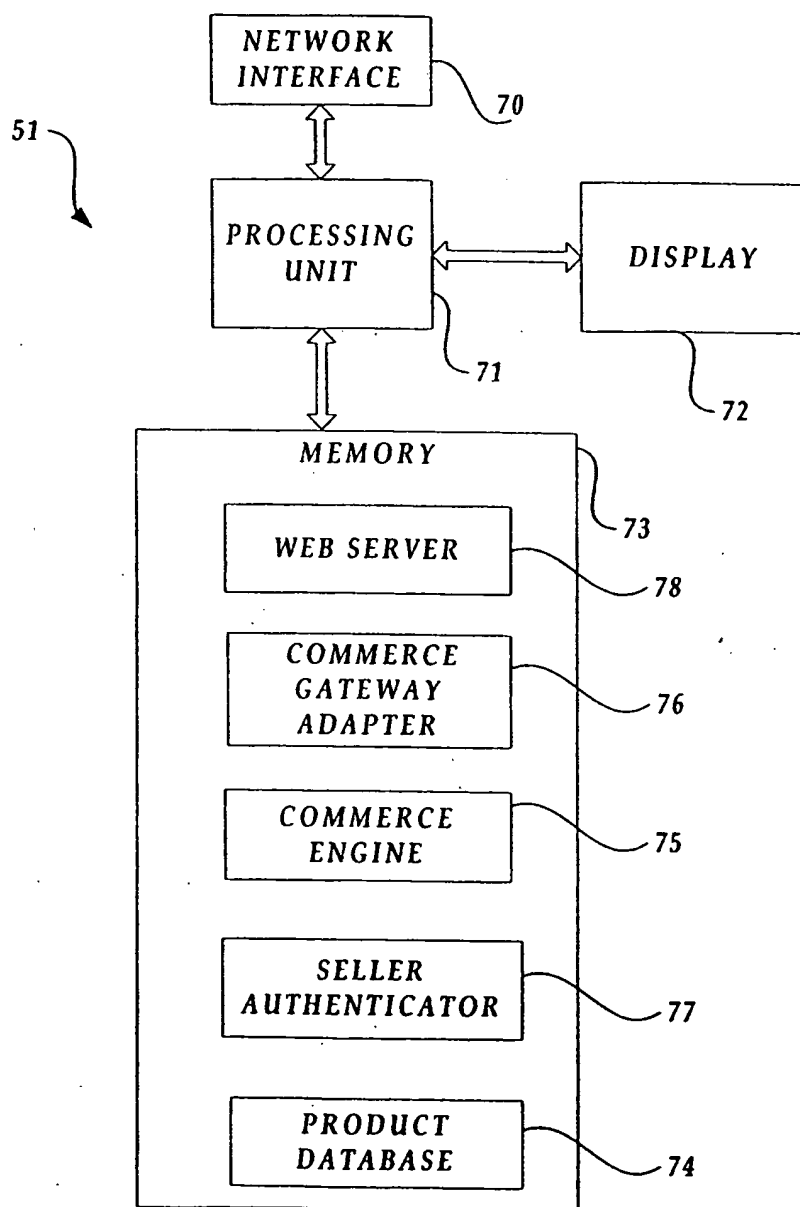 NETWORK
INTERFACE
70
51
PROCESSING
UNIT
DISPLAY
71
72
MEMORY
73
WEB SERVER
78
COMMERCE
GATEWAY
ADAPTER
76
COMMERCE
ENGINE
75
SELLER
AUTHENTICATOR
77
PRODUCT
DATABASE
74